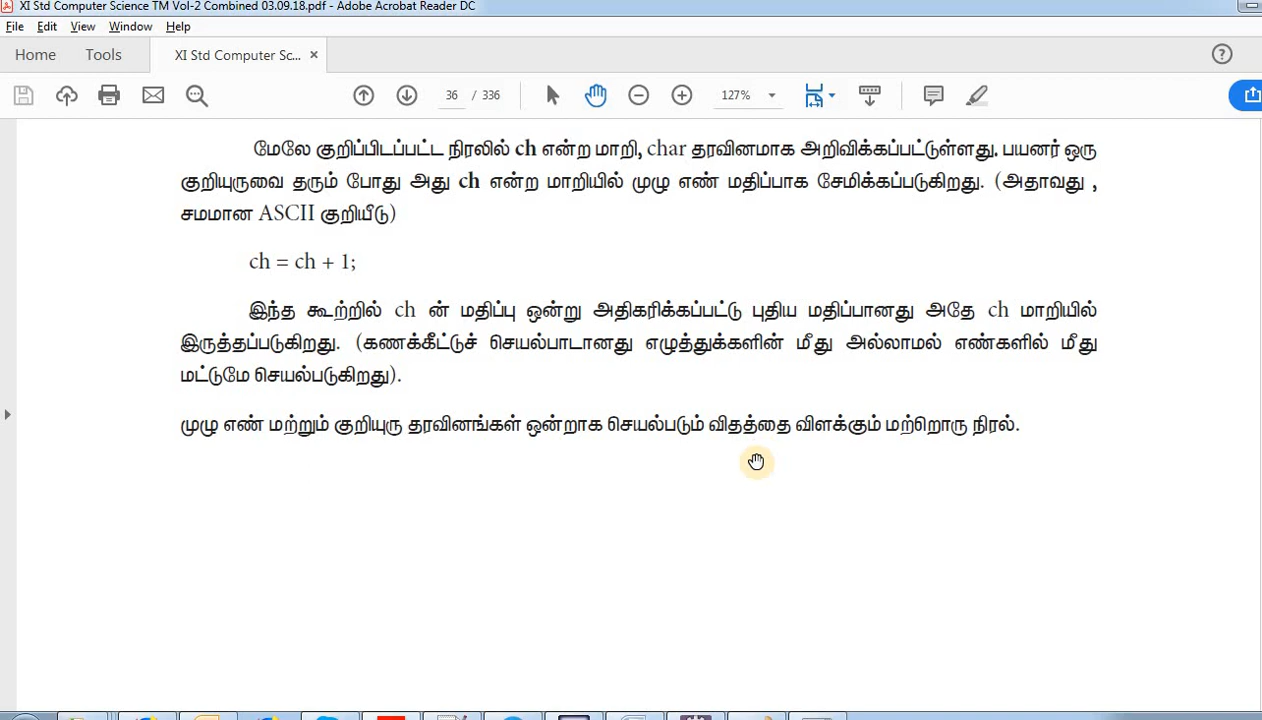 XI Std Computer Science TM Vol-2 Combined 03.09.18.pdf - Adobe Acrobat Reader DC
File Edit View Window Help
Home Tools XI Std Computer Sc... ×
36 / 336 127%
மேலே குறிப்பிடப்பட்ட நிரலில் ch என்ற மாறி, char தரவினமாக அறிவிக்கப்பட்டுள்ளது. பயனர் ஒரு
குறியுருவை தரும் போது அது ch என்ற மாறியில் முழு எண் மதிப்பாக சேமிக்கப்படுகிறது. (அதாவது ,
சமமான ASCII குறியீடு)
ch = ch + 1;
இந்த கூற்றில் ch ன் மதிப்பு ஒன்று அதிகரிக்கப்பட்டு புதிய மதிப்பானது அதே ch மாறியில்
இருத்தப்படுகிறது. (கணக்கீட்டுச் செயல்பாடானது எழுத்துக்களின் மீது அல்லாமல் எண்களில் மீது
மட்டுமே செயல்படுகிறது).
முழு எண் மற்றும் குறியுரு தரவினங்கள் ஒன்றாக செயல்படும் விதத்தை விளக்கும் மற்றொரு நிரல்.